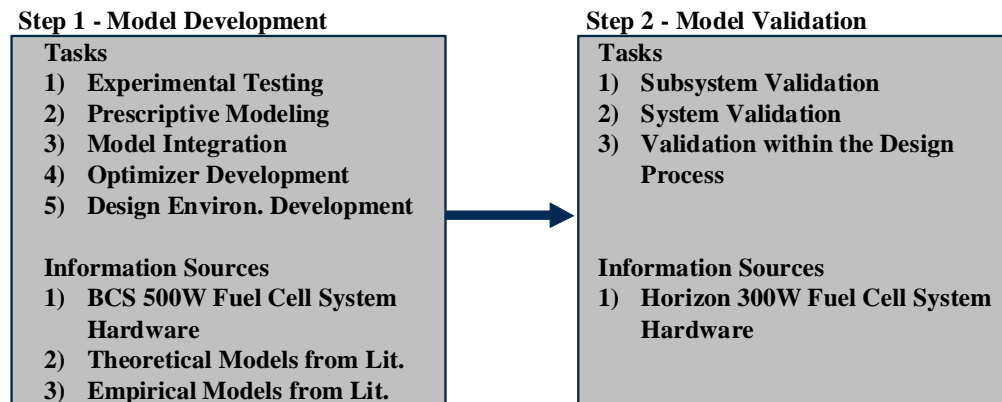 Step 1 - Model Development
Tasks
1) Experimental Testing
2) Prescriptive Modeling
3) Model Integration
4) Optimizer Development
5) Design Environ. Development
Information Sources
1) BCS 500W Fuel Cell System
Hardware
2) Theoretical Models from Lit.
3) Empirical Models from Lit.
Step 2 - Model Validation
Tasks
1) Subsystem Validation
2) System Validation
3) Validation within the Design
Process
Information Sources
1) Horizon 300W Fuel Cell System
Hardware